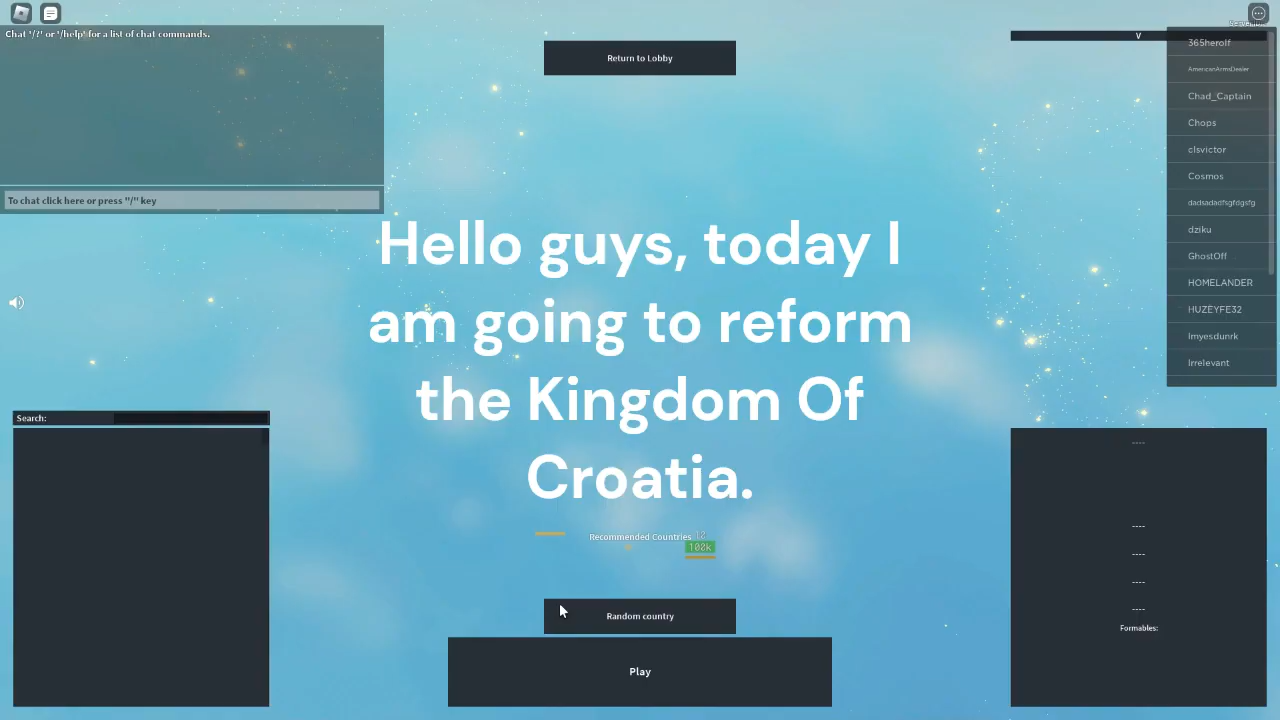 Chat '/?' or '/help' for a list of chat commands.
To chat click here or press "/" key
Return to Lobby
V
365herolf
AmericanArmsDealer
Chad_Captain
Chops
clsvictor
Cosmos
dadsadadfsgfdgsfg
dziku
GhostOff
HOMELANDER
HUZEYFE32
Imyesdunrk
Irrelevant
Hello guys, today I
am going to reform
the Kingdom Of
Croatia.
Search:
Recommended Countries
108k
Random country
Play
----
----
----
----
----
Formables: